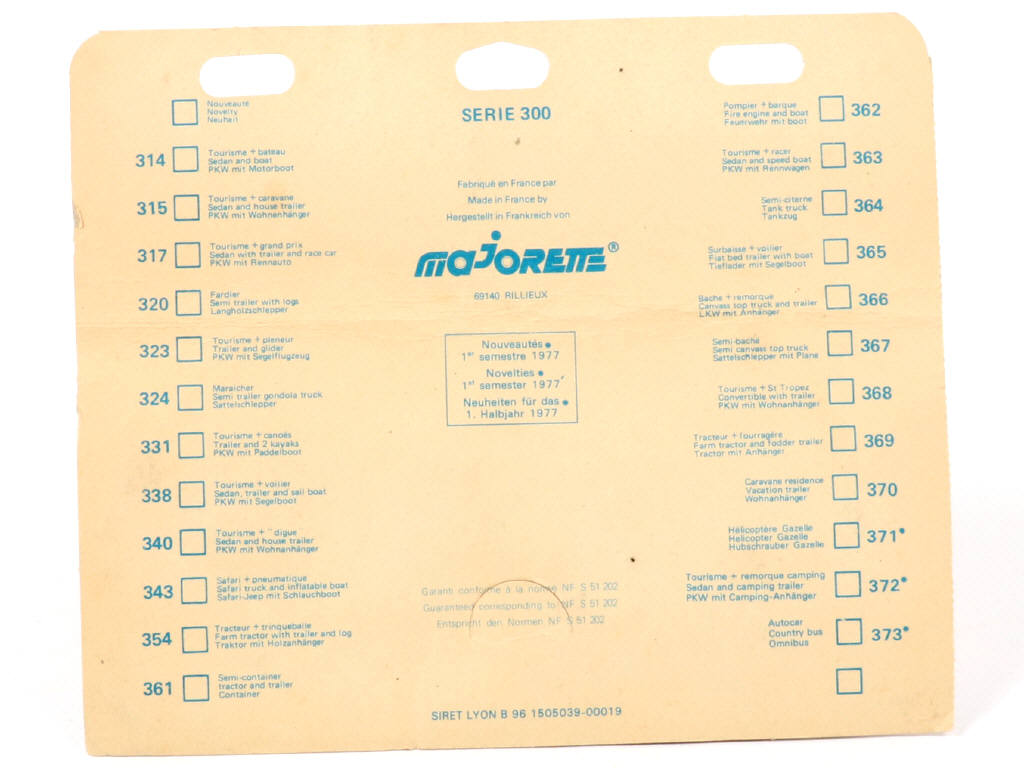 Nouveauté
Novelty
Neuheit
314
Tourisme + bateau
Sedan and boat
PKW mit Motorboot
315
Tourisme + caravane
Sedan and house trailer
PKW mit Wohnenhänger
317
Tourisme + grand prix
Sedan with trailer and race car
PKW mit Rennauto
320
Fardier
Semi trailer with logs
Langholzschlepper
323
Tourisme + planeur
Trailer and glider
PKW mit Segelflugzeug
324
Maraicher
Semi trailer gondola truck
Sattelschlepper
331
Tourisme + canoés
Trailer and 2 kayaks
PKW mit Paddelboot
338
Tourisme + voilier
Sedan, trailer and sail boat
PKW mit Segelboot
340
Tourisme + "digue
Sedan and house trailer
PKW mit Wohnanhänger
343
Safari + pneumatique
Safari truck and inflatable boat
Safari-Jeep mit Schlauchboot
354
Tracteur + trinqueballe
Farm tractor with trailer and log
Traktor mit Holzanhänger
361
Semi-container
tractor and trailer
Container
SERIE 300
Fabriqué en France par
Made in France by
Hergestellt in Frankreich von
MAJORETTE®
69140 RILLIEUX
Nouveautés •
1er semestre 1977
Novelties •
1st semester 1977
Neuheiten für das •
1. Halbjahr 1977
Garanti conforme à la norme NF S 51 202
Guaranteed corresponding to NF S 51 202
Entspricht den Normen NF S 51 202
SIRET LYON B 96 1505039-00019
Pompier + barque
Fire engine and boat
Feuerwehr mit boot
362
Tourisme + racer
Sedan and speed boat
PKW mit Rennwagen
363
Semi-citerne
Tank truck
Tankzug
364
Surbaisse + voilier
Flat bed trailer with boat
Tieflader mit Segelboot
365
Bache + remorque
Canvass top truck and trailer
LKW mit Anhänger
366
Semi-baché
Semi canvass top truck
Sattelschlepper mit Plane
367
Tourisme + St Tropez
Convertible with trailer
PKW mit Wohnanhänger
368
Tracteur + fourragère
Farm tractor and fodder trailer
Tractor mit Anhänger
369
Caravane residence
Vacation trailer
Wohnanhänger
370
Hélicoptère Gazelle
Helicopter Gazelle
Hubschrauber Gazelle
371•
Tourisme + remorque camping
Sedan and camping trailer
PKW mit Camping-Anhänger
372•
Autocar
Country bus
Omnibus
373•